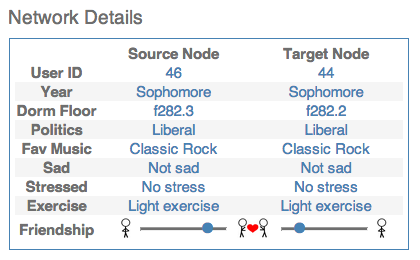 Network Details
Source Node Target Node
User ID 46 44
Year Sophomore Sophomore
Dorm Floor f282.3 f282.2
Politics Liberal Liberal
Fav Music Classic Rock Classic Rock
Sad Not sad Not sad
Stressed No stress No stress
Exercise Light exercise Light exercise
Friendship